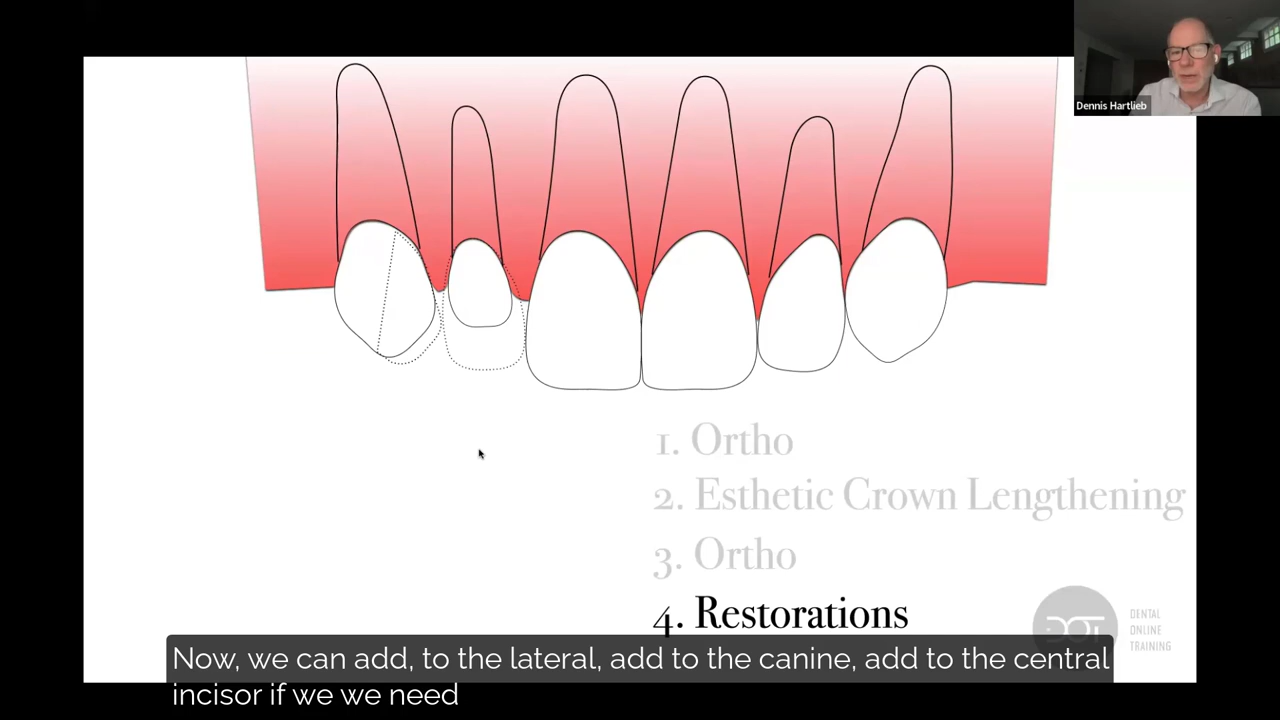 Dennis Hartlieb
1. Ortho
2. Esthetic Crown Lengthening
3. Ortho
4. Restorations
DOT
DENTAL
ONLINE
TRAINING
Now, we can add, to the lateral, add to the canine, add to the central
incisor if we we need